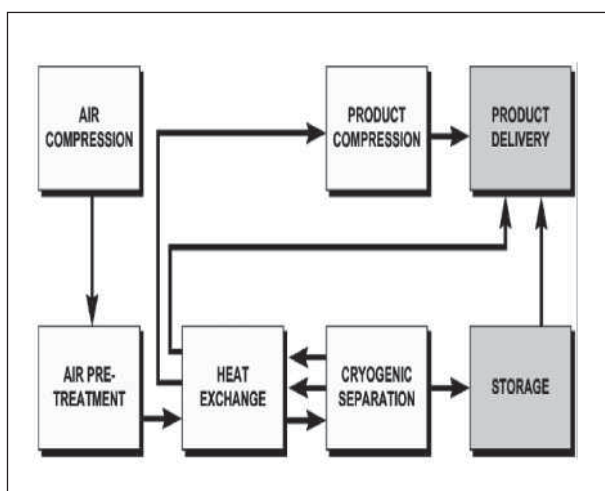 AIR
COMPRESSION
PRODUCT
COMPRESSION
PRODUCT
DELIVERY
AIR PRE-
TREATMENT
HEAT
EXCHANGE
CRYOGENIC
SEPARATION
STORAGE